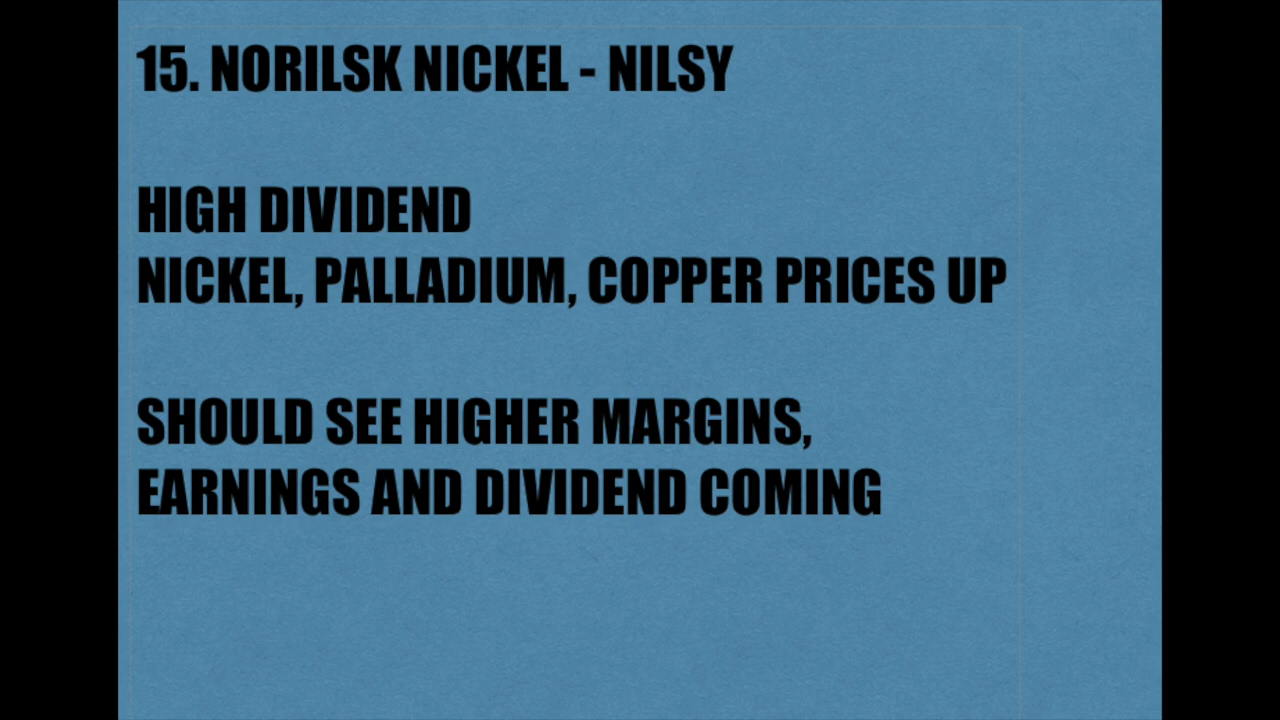 15. NORILSK NICKEL - NILSY
HIGH DIVIDEND
NICKEL, PALLADIUM, COPPER PRICES UP
SHOULD SEE HIGHER MARGINS,
EARNINGS AND DIVIDEND COMING